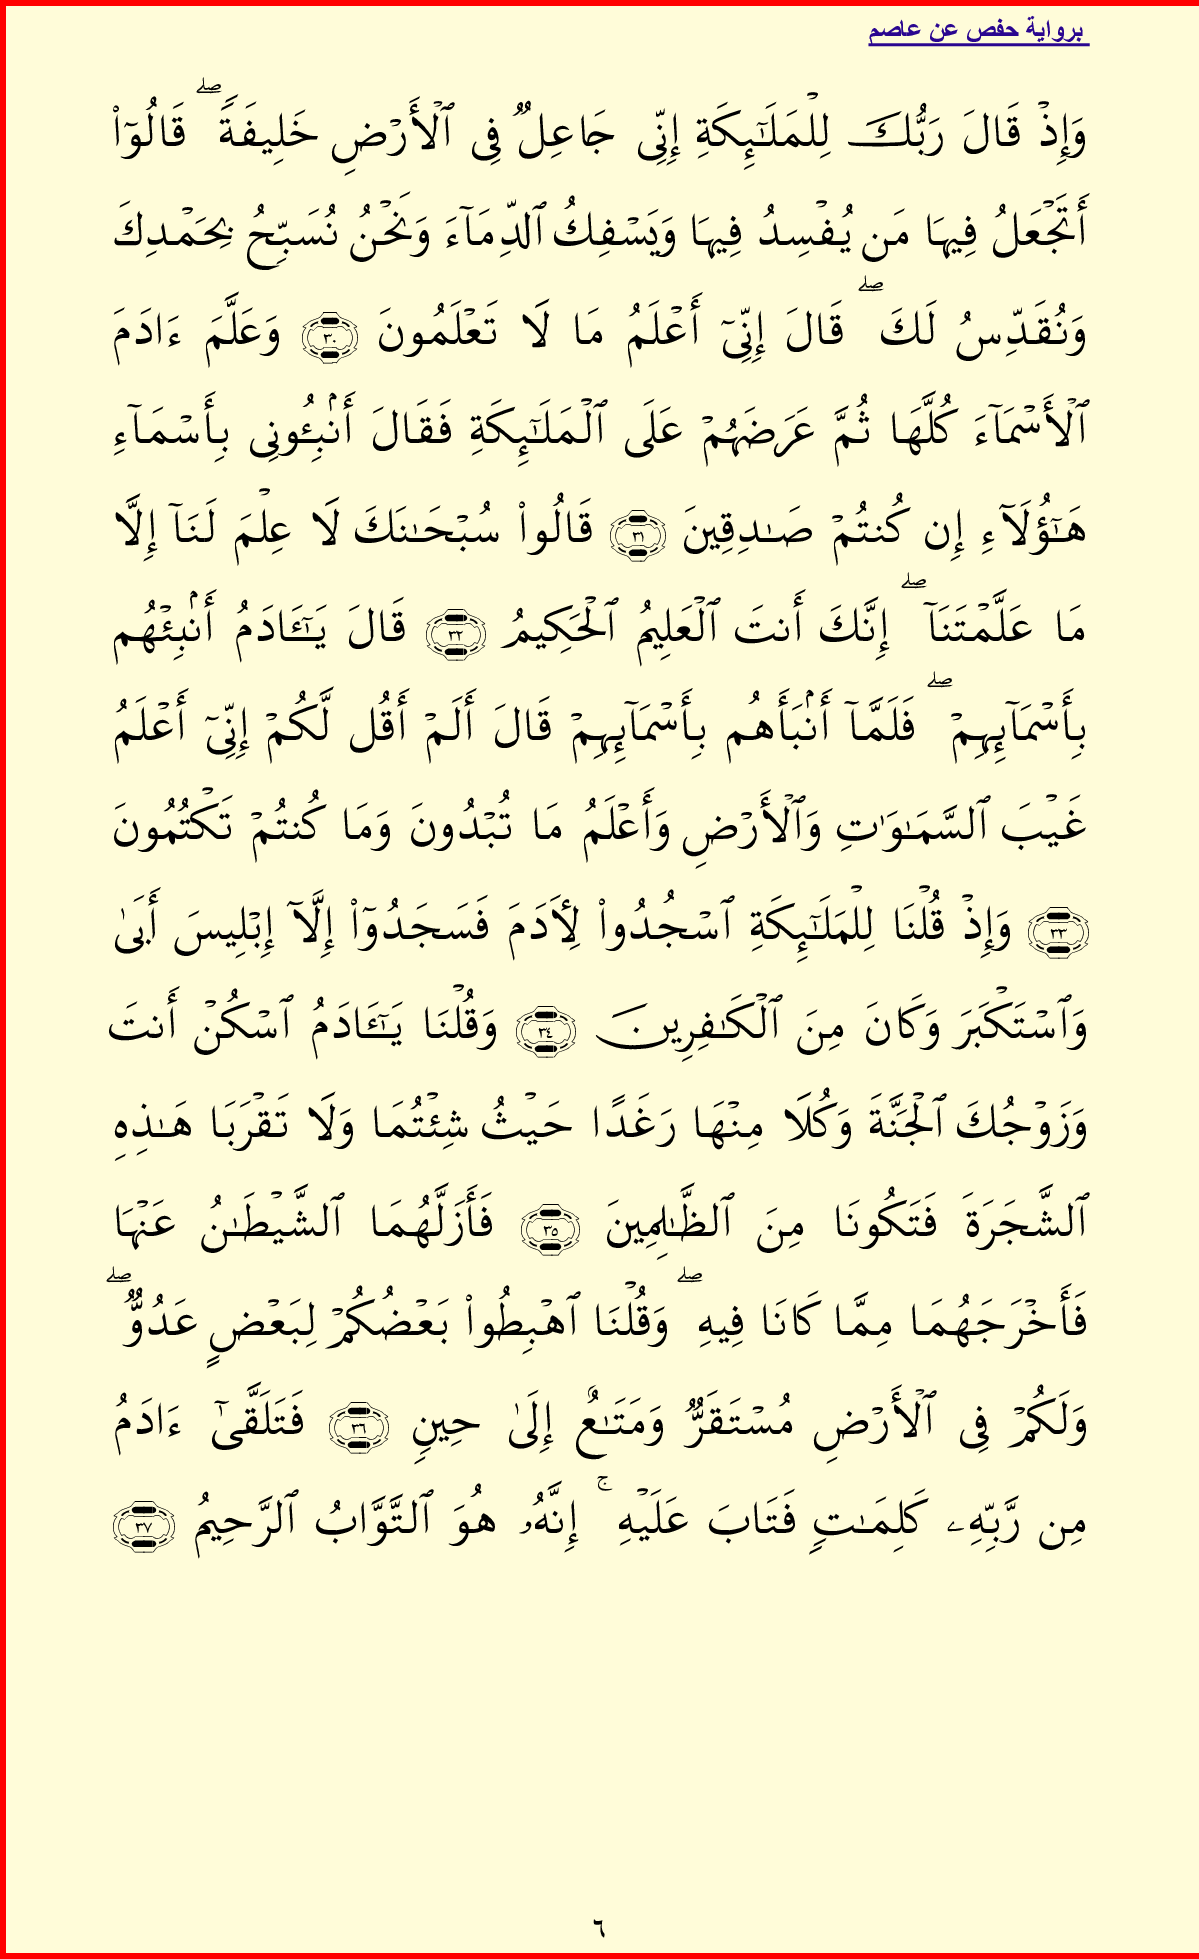 برواية حفص عن عاصم
وَإِذۡ قَالَ رَبُّكَ لِلۡمَلَٰٓئِكَةِ إِنِّي جَاعِلٞ فِي ٱلۡأَرۡضِ خَلِيفَةٗۖ قَالُوٓاْ
أَتَجۡعَلُ فِيهَا مَن يُفۡسِدُ فِيهَا وَيَسۡفِكُ ٱلدِّمَآءَ وَنَحۡنُ نُسَبِّحُ بِحَمۡدِكَ
وَنُقَدِّسُ لَكَۖ قَالَ إِنِّيٓ أَعۡلَمُ مَا لَا تَعۡلَمُونَ ٣٠ وَعَلَّمَ ءَادَمَ
ٱلۡأَسۡمَآءَ كُلَّهَا ثُمَّ عَرَضَهُمۡ عَلَى ٱلۡمَلَٰٓئِكَةِ فَقَالَ أَنۢبِـُٔونِي بِأَسۡمَآءِ
هَٰٓؤُلَآءِ إِن كُنتُمۡ صَٰدِقِينَ ٣١ قَالُواْ سُبۡحَٰنَكَ لَا عِلۡمَ لَنَآ إِلَّا
مَا عَلَّمۡتَنَآۖ إِنَّكَ أَنتَ ٱلۡعَلِيمُ ٱلۡحَكِيمُ ٣٢ قَالَ يَٰٓـَٔادَمُ أَنۢبِئۡهُم
بِأَسۡمَآئِهِمۡۖ فَلَمَّآ أَنۢبَأَهُم بِأَسۡمَآئِهِمۡ قَالَ أَلَمۡ أَقُل لَّكُمۡ إِنِّيٓ أَعۡلَمُ
غَيۡبَ ٱلسَّمَٰوَٰتِ وَٱلۡأَرۡضِ وَأَعۡلَمُ مَا تُبۡدُونَ وَمَا كُنتُمۡ تَكۡتُمُونَ
٣٣ وَإِذۡ قُلۡنَا لِلۡمَلَٰٓئِكَةِ ٱسۡجُدُواْ لِأٓدَمَ فَسَجَدُوٓاْ إِلَّآ إِبۡلِيسَ أَبَىٰ
وَٱسۡتَكۡبَرَ وَكَانَ مِنَ ٱلۡكَٰفِرِينَ ٣٤ وَقُلۡنَا يَٰٓـَٔادَمُ ٱسۡكُنۡ أَنتَ
وَزَوۡجُكَ ٱلۡجَنَّةَ وَكُلَا مِنۡهَا رَغَدًا حَيۡثُ شِئۡتُمَا وَلَا تَقۡرَبَا هَٰذِهِ
ٱلشَّجَرَةَ فَتَكُونَا مِنَ ٱلظَّٰلِمِينَ ٣٥ فَأَزَلَّهُمَا ٱلشَّيۡطَٰنُ عَنۡهَا
فَأَخۡرَجَهُمَا مِمَّا كَانَا فِيهِۖ وَقُلۡنَا ٱهۡبِطُواْ بَعۡضُكُمۡ لِبَعۡضٍ عَدُوّٞۖ
وَلَكُمۡ فِي ٱلۡأَرۡضِ مُسۡتَقَرّٞ وَمَتَٰعٌ إِلَىٰ حِينٖ ٣٦ فَتَلَقَّىٰٓ ءَادَمُ
مِن رَّبِّهِۦ كَلِمَٰتٖ فَتَابَ عَلَيۡهِۚ إِنَّهُۥ هُوَ ٱلتَّوَّابُ ٱلرَّحِيمُ ٣٧
٦